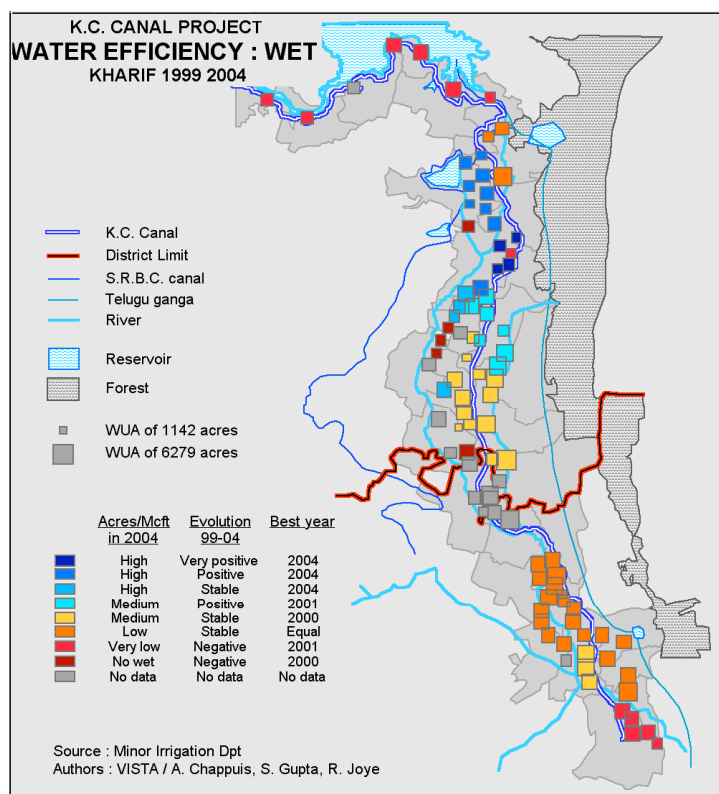 K.C. CANAL PROJECT
WATER EFFICIENCY : WET
KHARIF 1999 2004
K.C. Canal
District Limit
S.R.B.C. canal
Telugu ganga
River
Reservoir
Forest
WUA of 1142 acres
WUA of 6279 acres
Acres/Mcft in 2004 Evolution 99-04 Best year
High Very positive 2004
High Positive 2004
High Stable 2004
Medium Positive 2001
Medium Stable 2000
Low Stable Equal
Very low Negative 2001
No wet Negative 2000
No data No data No data
Source : Minor Irrigation Dpt
Authors : VISTA / A. Chappuis, S. Gupta, R. Joye